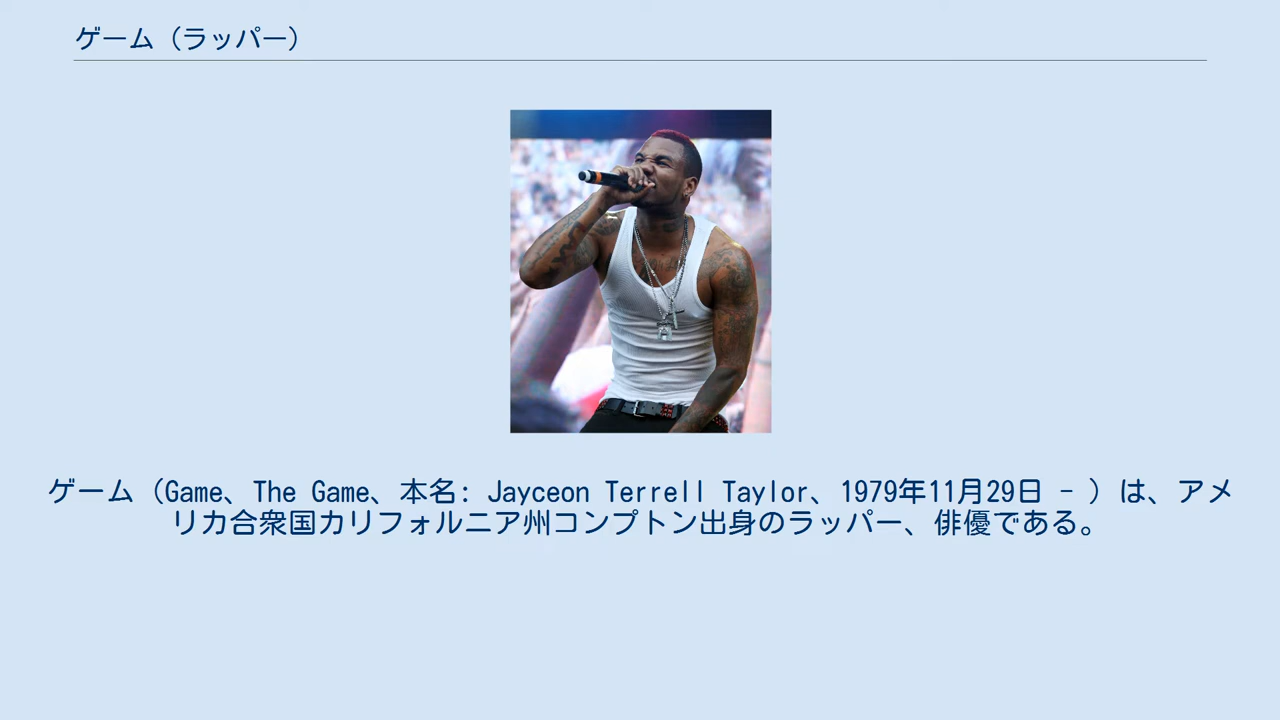 ゲーム（ラッパー）
ゲーム（Game、The Game、本名: Jayceon Terrell Taylor、1979年11月29日 - ）は、アメ
リカ合衆国カリフォルニア州コンプトン出身のラッパー、俳優である。